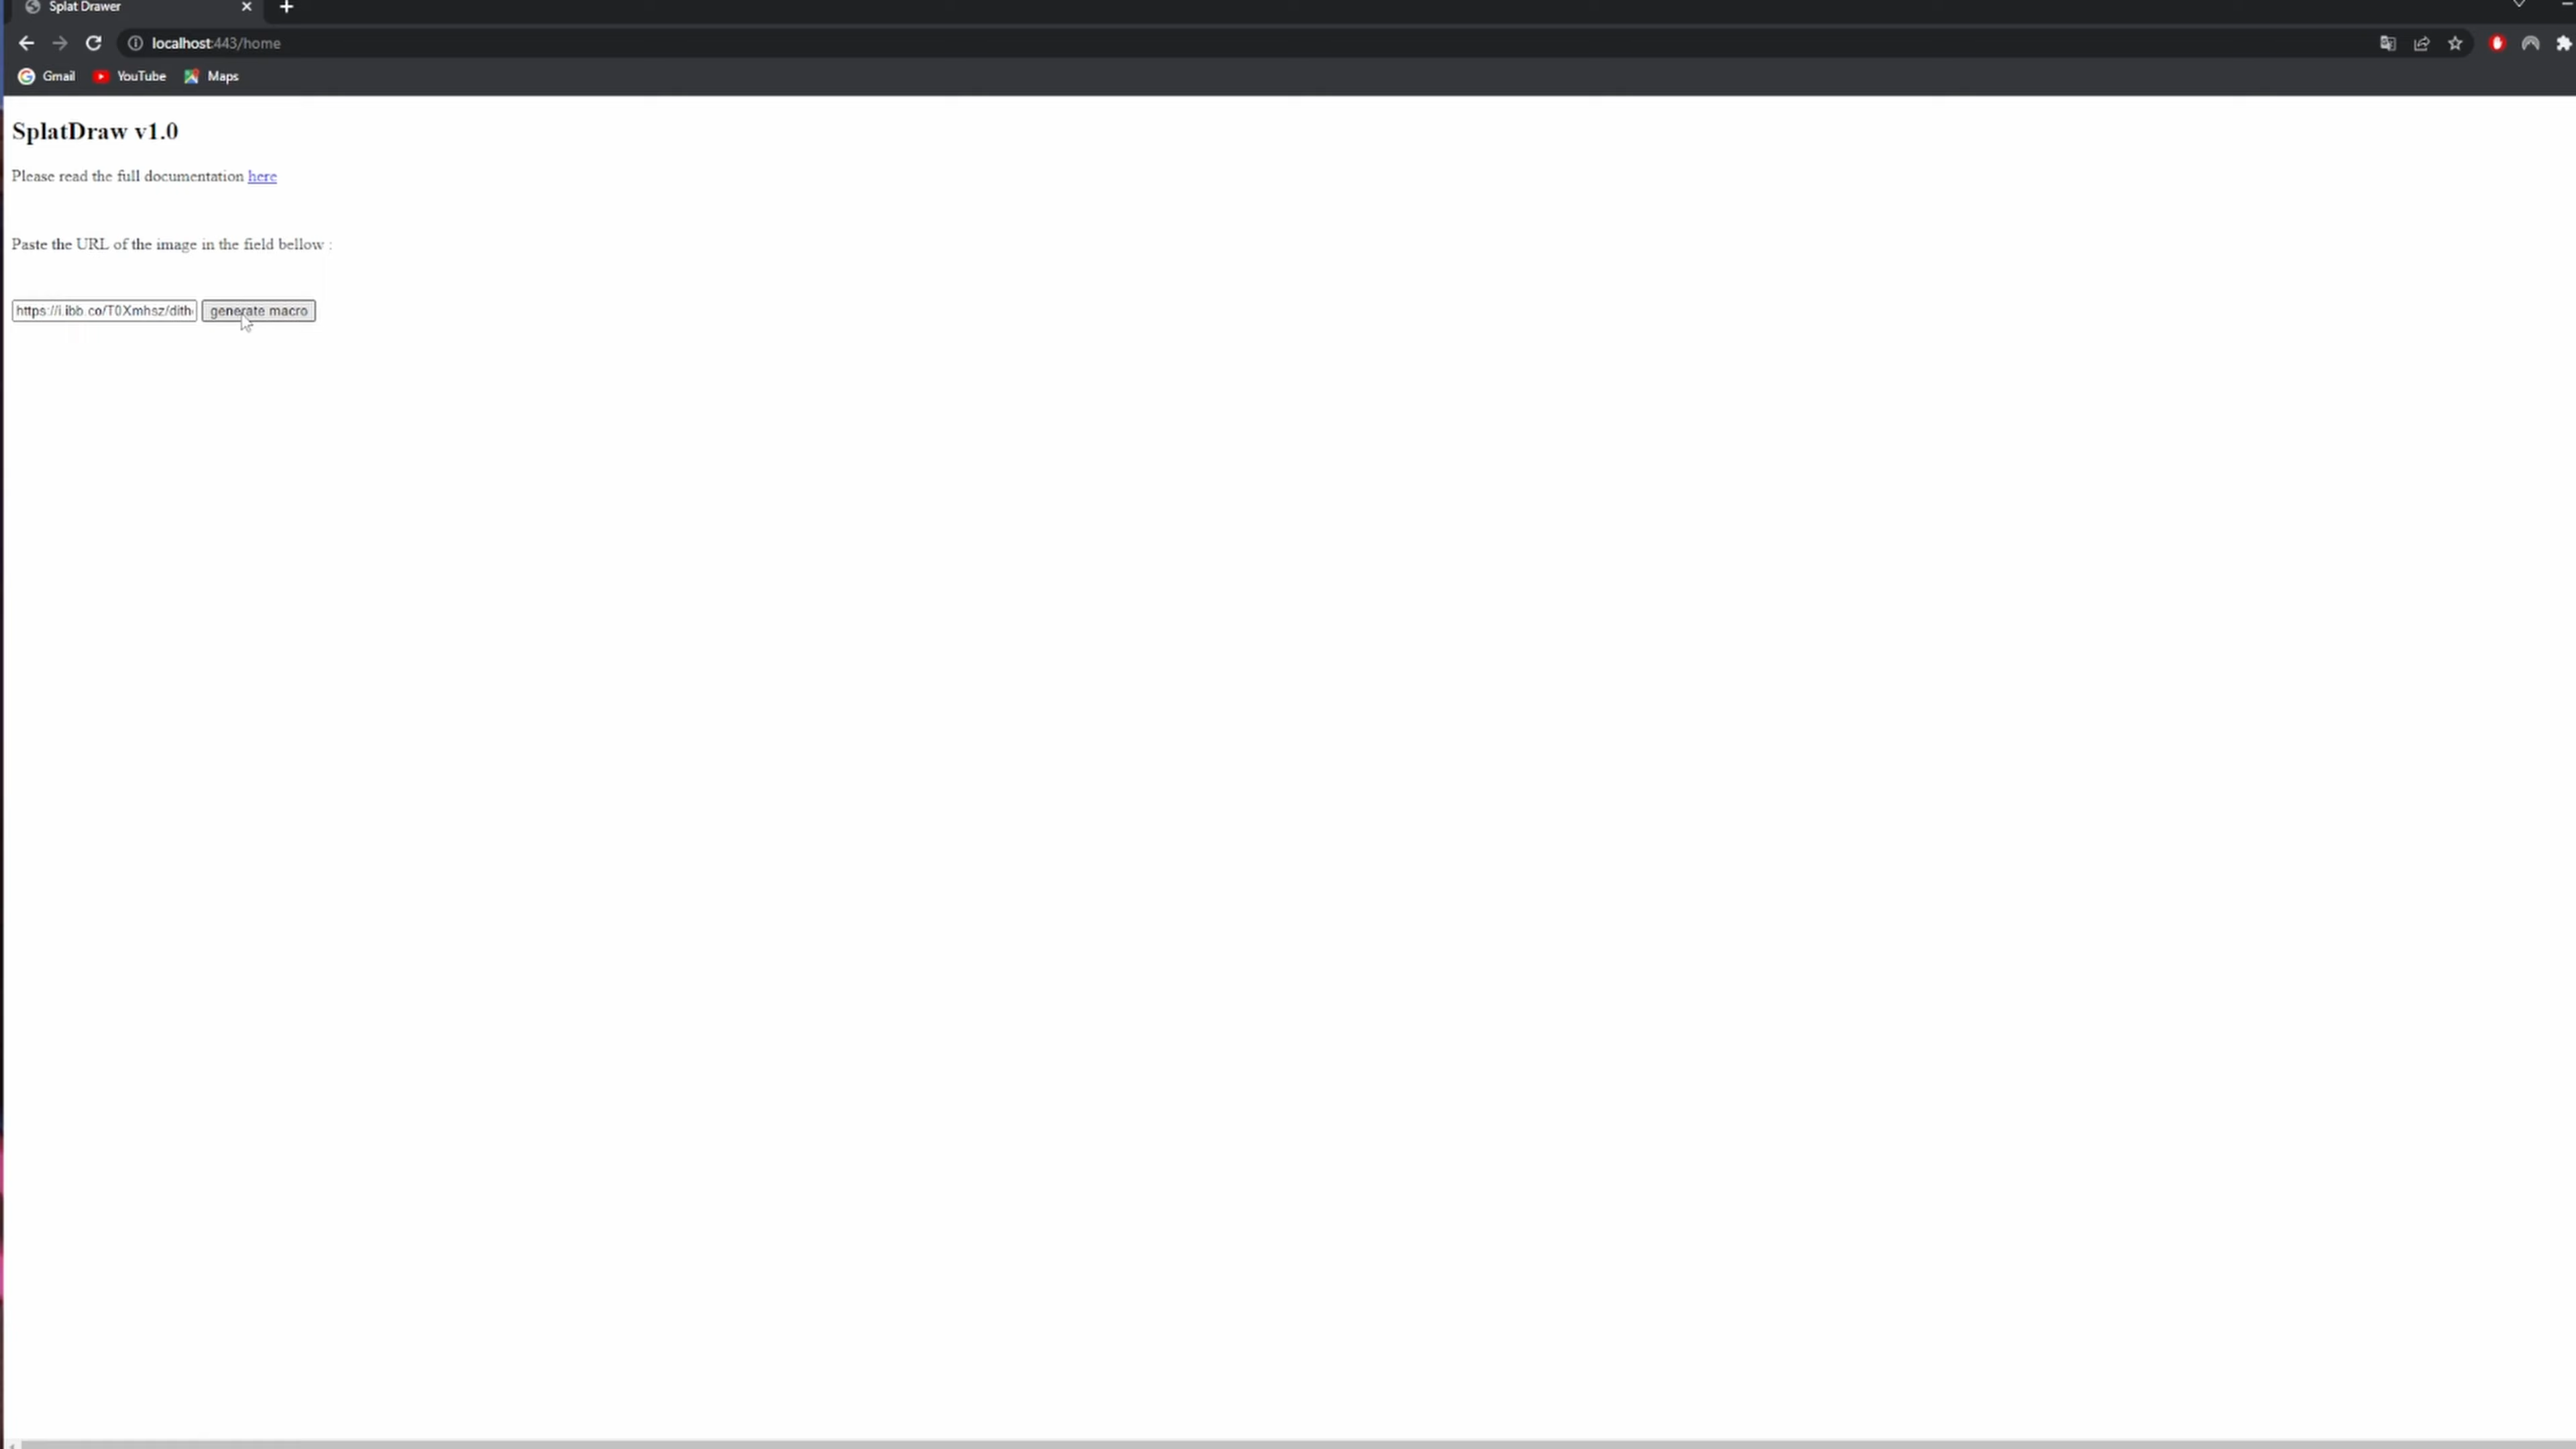 Splat Drawer
localhost:443/home
Gmail YouTube Maps
SplatDraw v1.0
Please read the full documentation here
Paste the URL of the image in the field bellow :
https://i.ibb.co/T0Xmhsz/dith generate macro